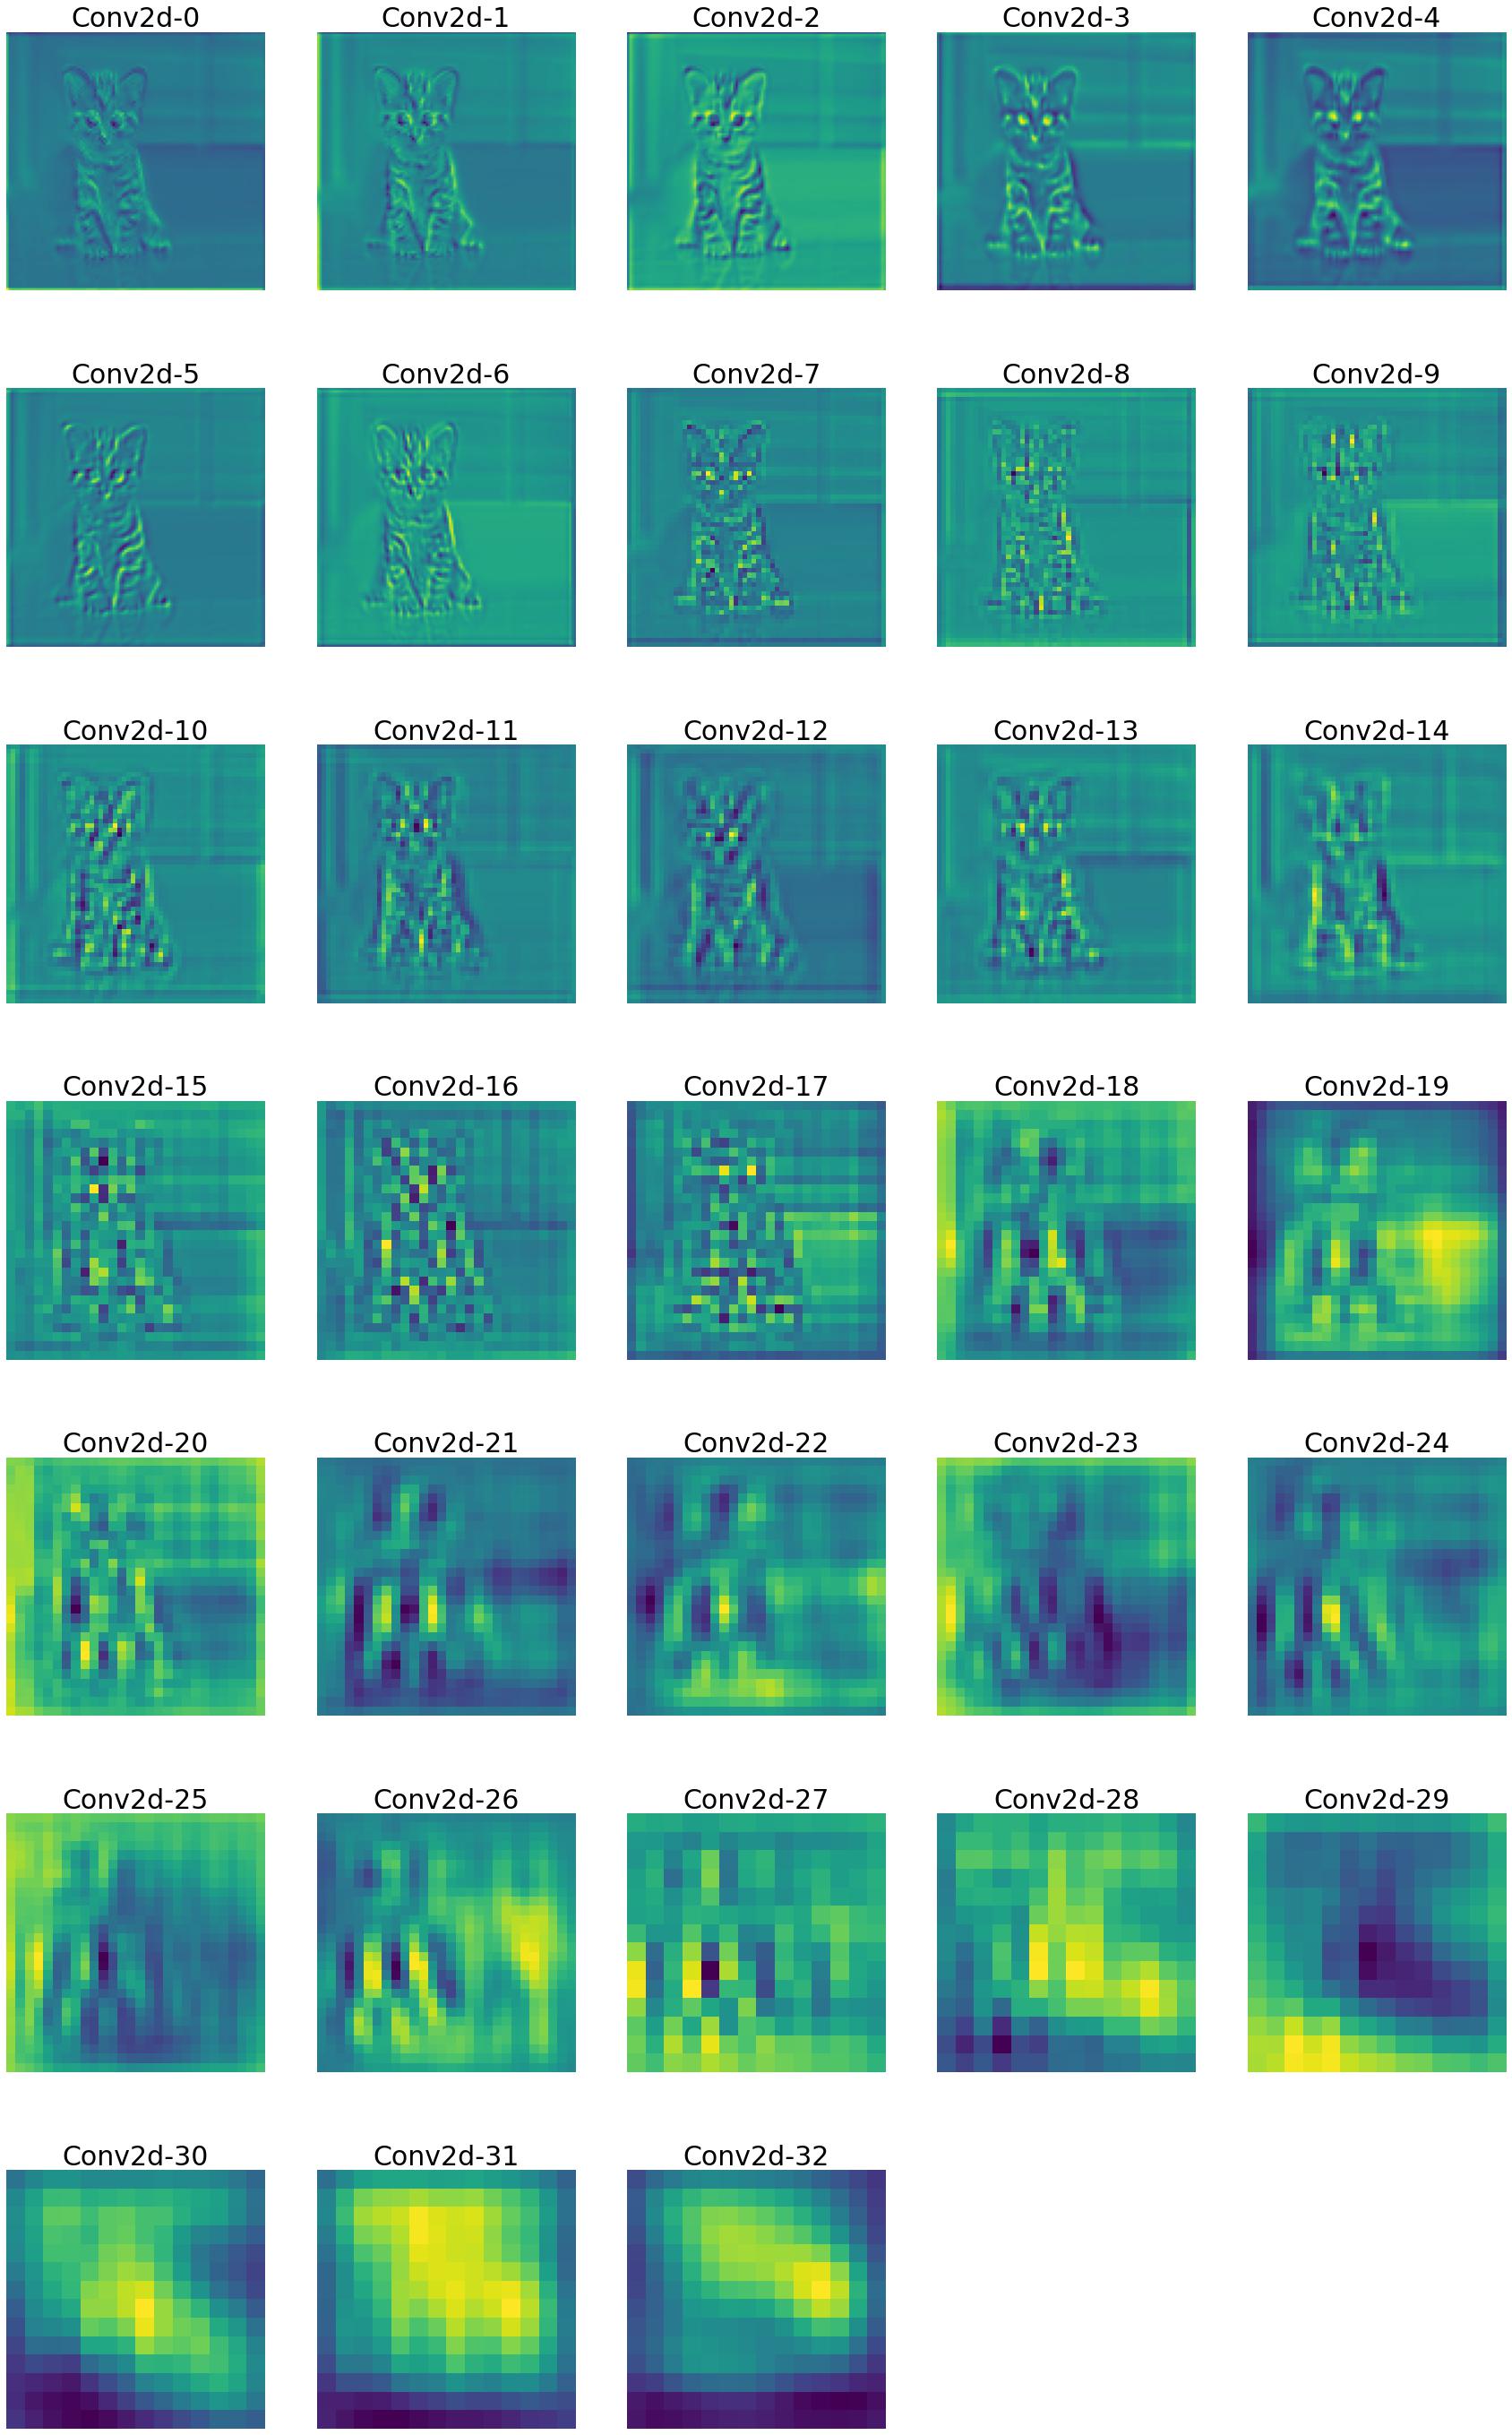 Conv2d-0 Conv2d-1 Conv2d-2 Conv2d-3 Conv2d-4
Conv2d-5 Conv2d-6 Conv2d-7 Conv2d-8 Conv2d-9
Conv2d-10 Conv2d-11 Conv2d-12 Conv2d-13 Conv2d-14
Conv2d-15 Conv2d-16 Conv2d-17 Conv2d-18 Conv2d-19
Conv2d-20 Conv2d-21 Conv2d-22 Conv2d-23 Conv2d-24
Conv2d-25 Conv2d-26 Conv2d-27 Conv2d-28 Conv2d-29
Conv2d-30 Conv2d-31 Conv2d-32